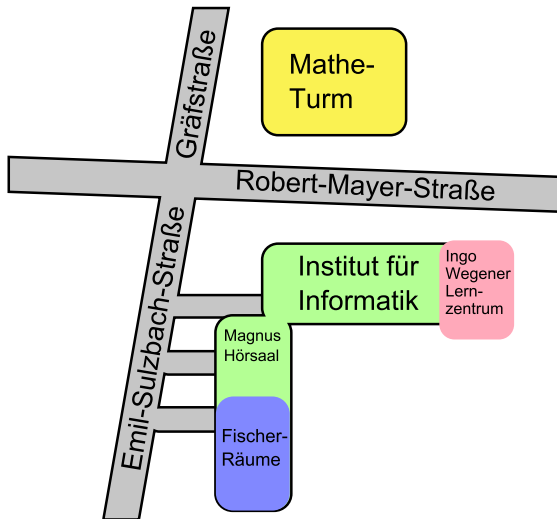 Gräfstraße
Mathe-
Turm
Robert-Mayer-Straße
Emil-Sulzbach-Straße
Institut für
Informatik
Ingo
Wegener
Lern-
zentrum
Magnus
Hörsaal
Fischer-
Räume